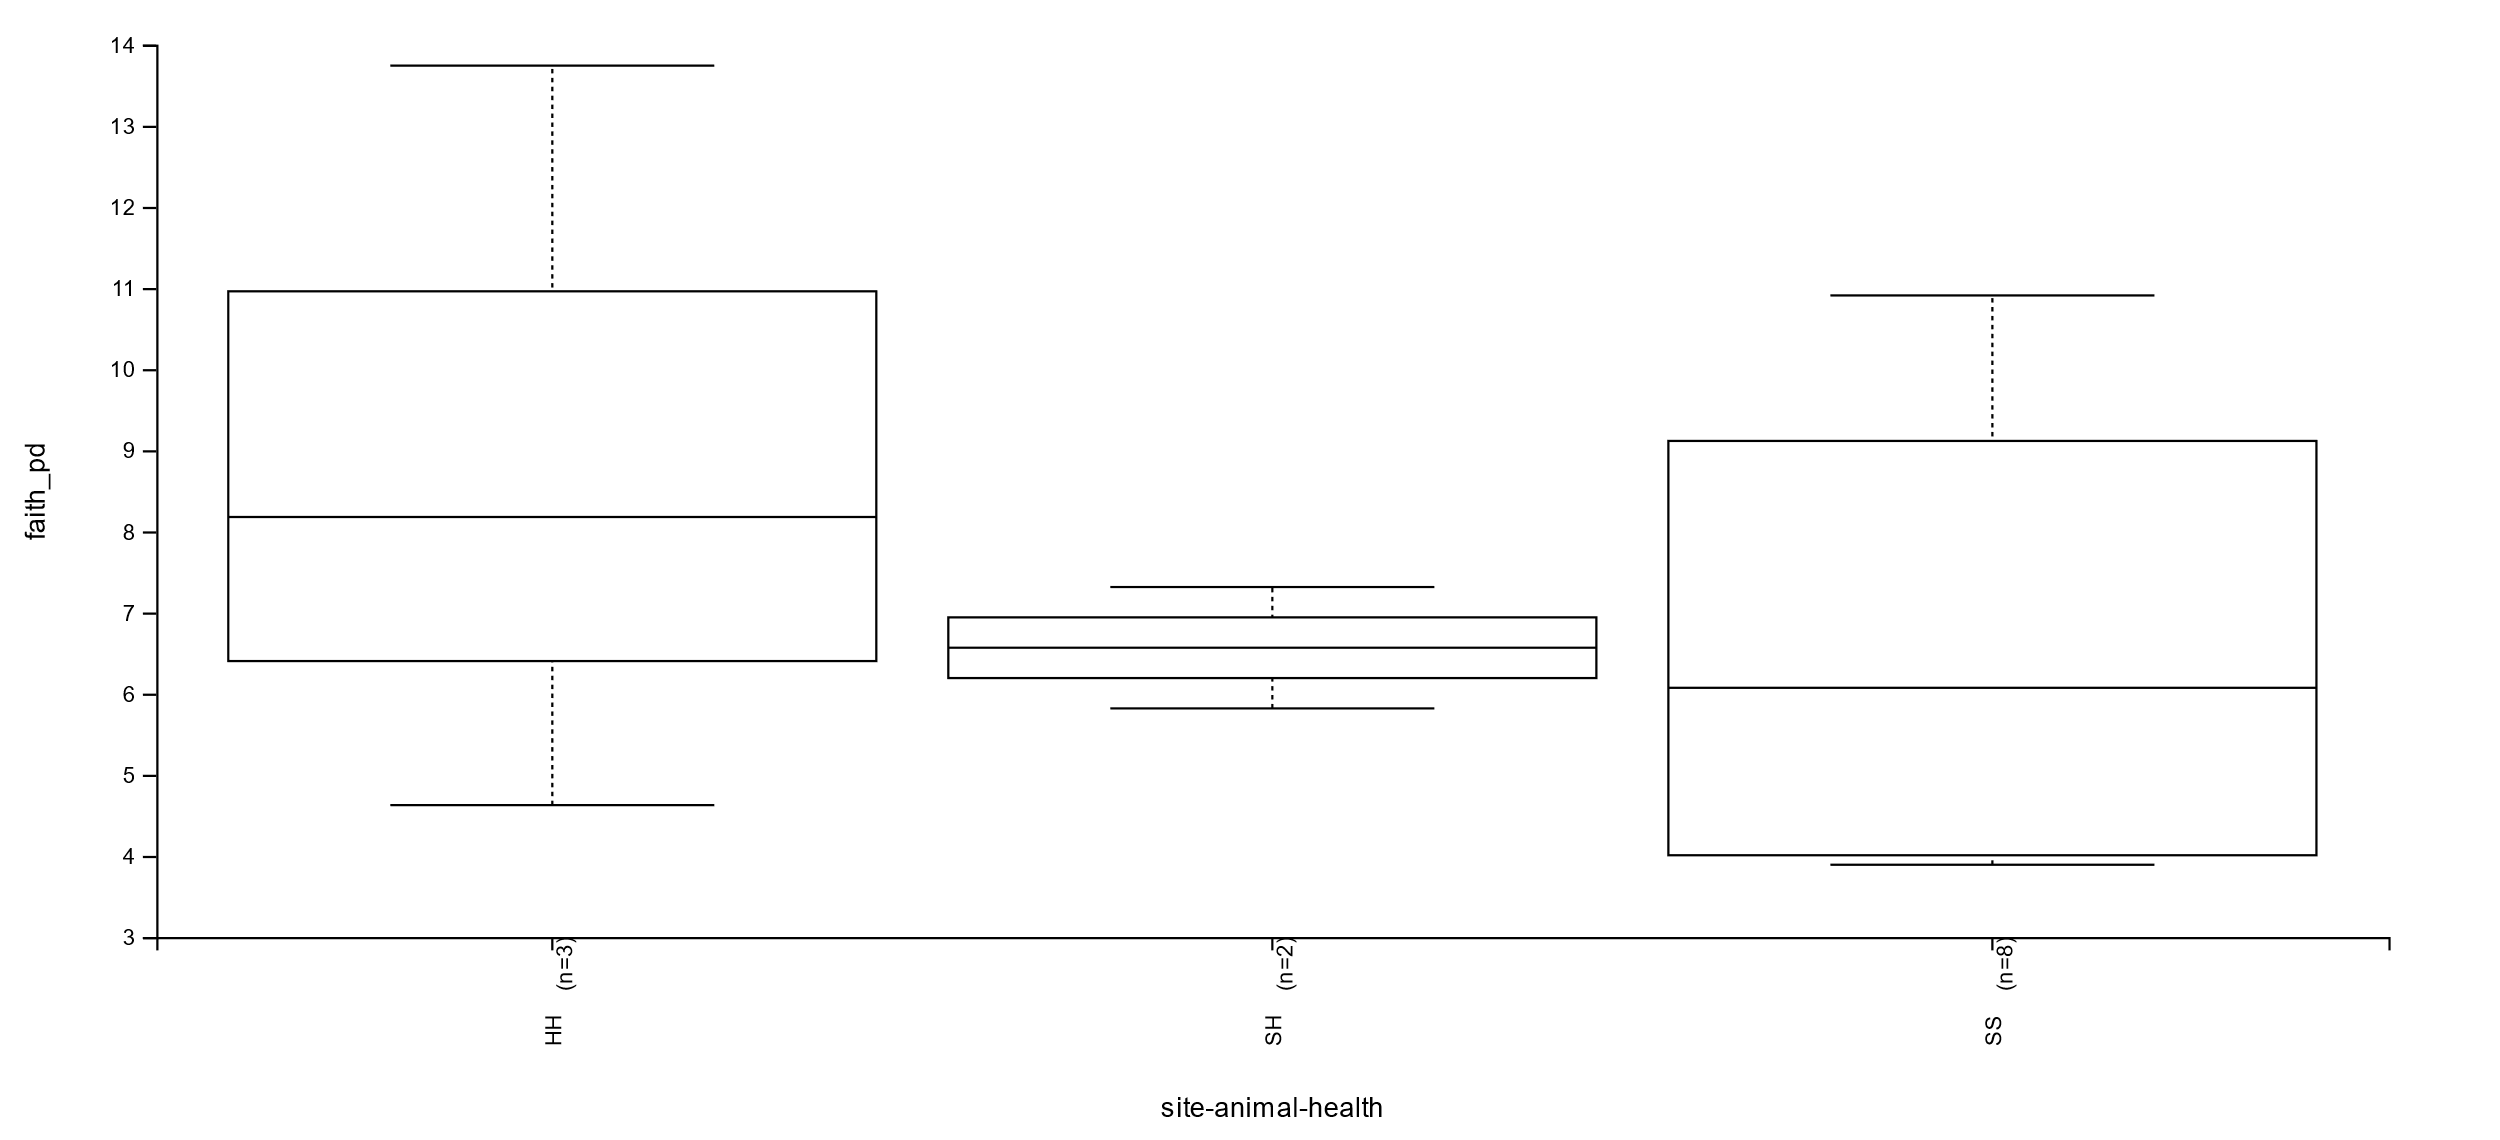 14
13
12
11
10
9
8
7
6
5
4
3
faith_pd
HH (n=3)
SH (n=2)
SS (n=8)
site-animal-health